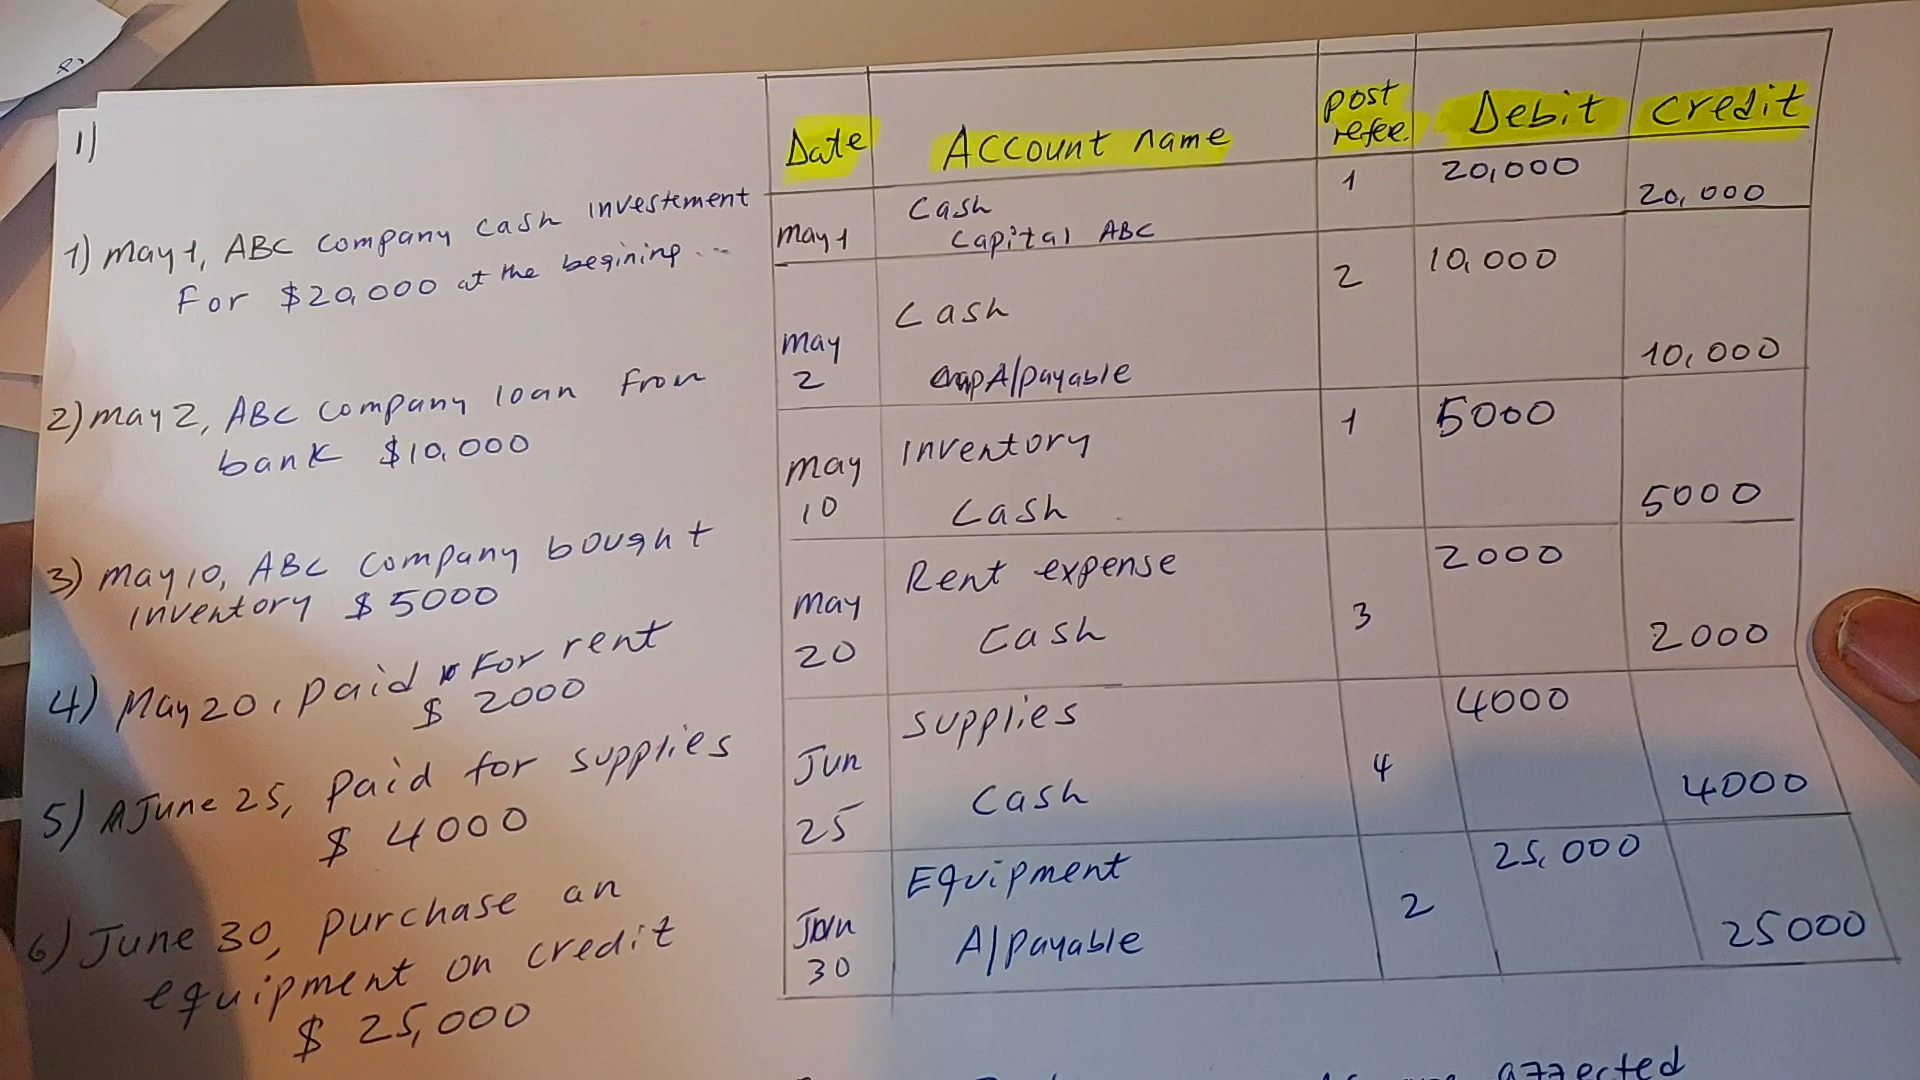 1)
1) May 1, ABC Company cash investement
For $20,000 at the begining ...
2) May 2, ABC Company loan From
bank $10,000
3) May 10, ABC Company bought
inventory $5000
4) May 20, paid For rent
$ 2000
5) June 25, paid for supplies
$ 4000
6) June 30, purchase an
equipment on credit
$ 25,000
Date Account name post refee. Debit Credit
May 1 Cash 1 20,000
Capital ABC 20,000
May 2 Cash 2 10,000
A/payable 10,000
May 10 Inventory 1 5000
Cash 5000
May 20 Rent expense 3 2000
Cash 2000
Jun 25 Supplies 4 4000
Cash 4000
Jun 30 Equipment 2 25,000
A/payable 25000